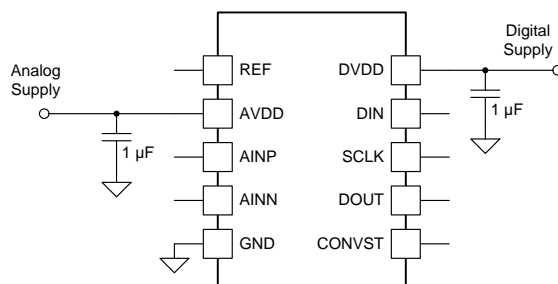 Digital
Supply
Analog
Supply
REF
DVDD
AVDD
DIN
1 µF
1 µF
AINP
SCLK
AINN
DOUT
GND
CONVST